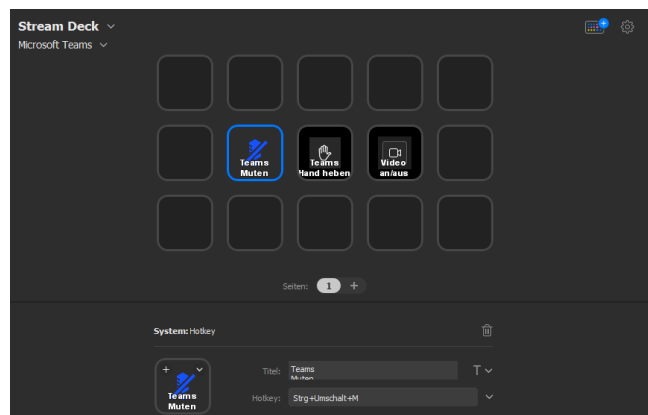 Stream Deck
Microsoft Teams
Teams
Muten
Teams
Hand heben
Video
an/aus
Seiten: 1 +
System: Hotkey
Teams
Muten
Titel: Teams
Muten
T
Hotkey: Strg+Umschalt+M